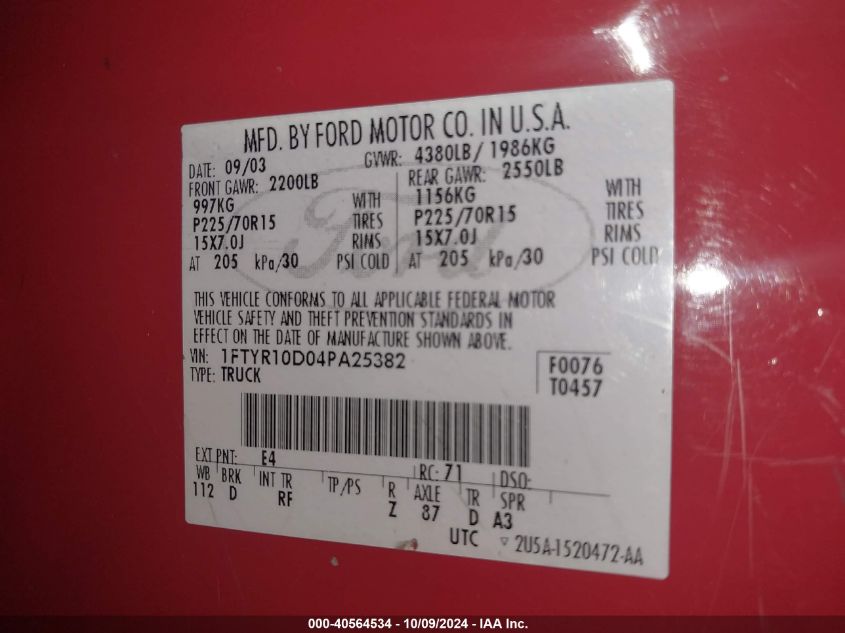 MFD. BY FORD MOTOR CO. IN U.S.A.
DATE: 09/03 GVWR: 4380LB/ 1986KG
FRONT GAWR: 2200LB REAR GAWR: 2550LB
997KG WITH 1156KG WITH
P225/70R15 TIRES P225/70R15 TIRES
15X7.0J RIMS 15X7.0J RIMS
AT 205 kPa/30 PSI COLD AT 205 kPa/30 PSI COLD
Ford
THIS VEHICLE CONFORMS TO ALL APPLICABLE FEDERAL MOTOR
VEHICLE SAFETY AND THEFT PREVENTION STANDARDS IN
EFFECT ON THE DATE OF MANUFACTURE SHOWN ABOVE.
VIN: 1FTYR10D04PA25382 F0076
TYPE: TRUCK T0457
EXT PNT: E4 RC: 71 DSO:
WB BRK INT TR TP/PS R AXLE TR SPR
112 D RF Z 87 D A3
UTC ▽ 2U5A-1520472-AA
000-40564534 - 10/09/2024 - IAA Inc.